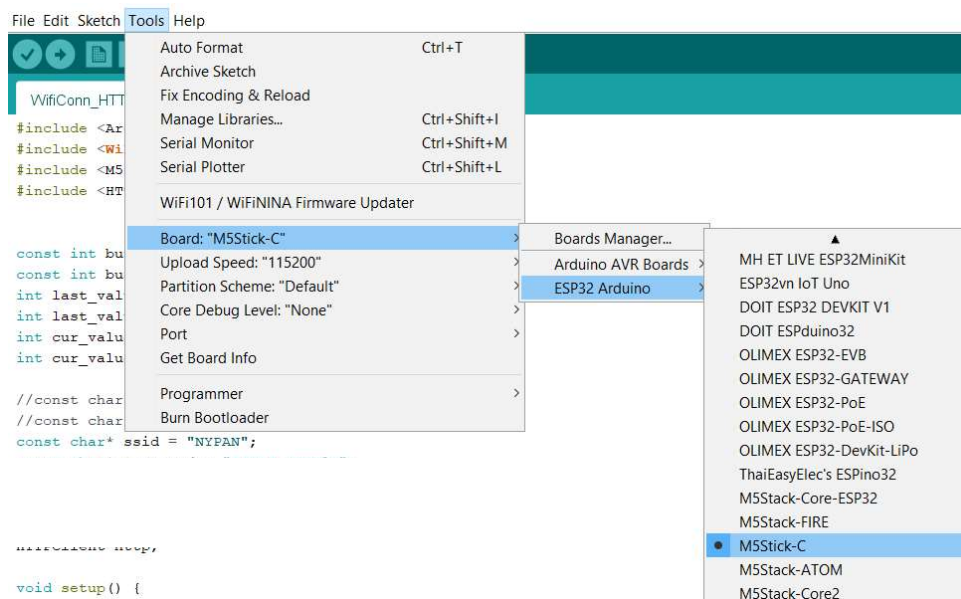 File Edit Sketch Tools Help
WifiConn_HTT
Auto Format Ctrl+T
Archive Sketch
Fix Encoding & Reload
Manage Libraries... Ctrl+Shift+I
Serial Monitor Ctrl+Shift+M
Serial Plotter Ctrl+Shift+L
WiFi101 / WiFiNINA Firmware Updater
Board: "M5Stick-C"
Upload Speed: "115200"
Partition Scheme: "Default"
Core Debug Level: "None"
Port
Get Board Info
Programmer
Burn Bootloader
Boards Manager...
Arduino AVR Boards
ESP32 Arduino
MH ET LIVE ESP32MiniKit
ESP32vn IoT Uno
DOIT ESP32 DEVKIT V1
DOIT ESPduino32
OLIMEX ESP32-EVB
OLIMEX ESP32-GATEWAY
OLIMEX ESP32-PoE
OLIMEX ESP32-PoE-ISO
OLIMEX ESP32-DevKit-LiPo
ThaiEasyElec's ESPino32
M5Stack-Core-ESP32
M5Stack-FIRE
M5Stick-C
M5Stack-ATOM
M5Stack-Core2
#include <Ar
#include <Wi
#include <M5
#include <HT
const int bu
const int bu
int last_val
int last_val
int cur_valu
int cur_valu
//const char
//const char
const char* ssid = "NYPAN";
void setup() {